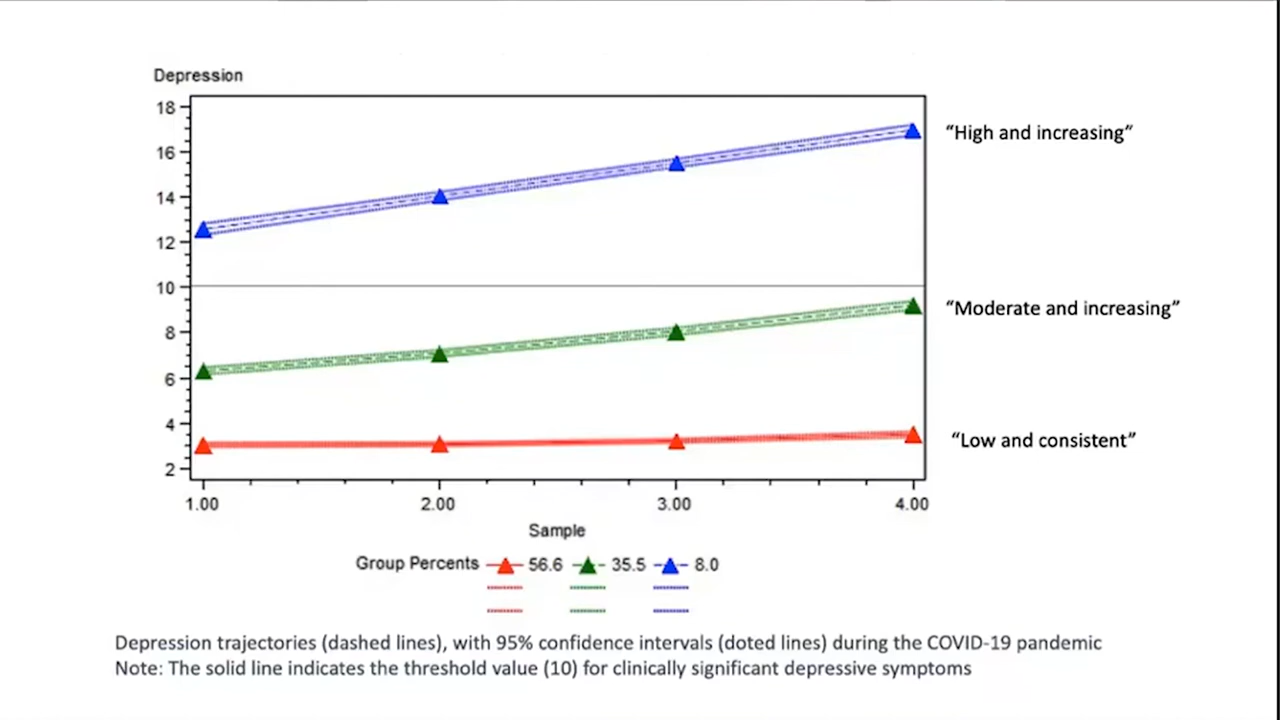 Depression
18
16
14
12
10
8
6
4
2
1.00 2.00 3.00 4.00
Sample
“High and increasing”
“Moderate and increasing”
“Low and consistent”
Group Percents 56.6 35.5 8.0
Depression trajectories (dashed lines), with 95% confidence intervals (doted lines) during the COVID-19 pandemic
Note: The solid line indicates the threshold value (10) for clinically significant depressive symptoms